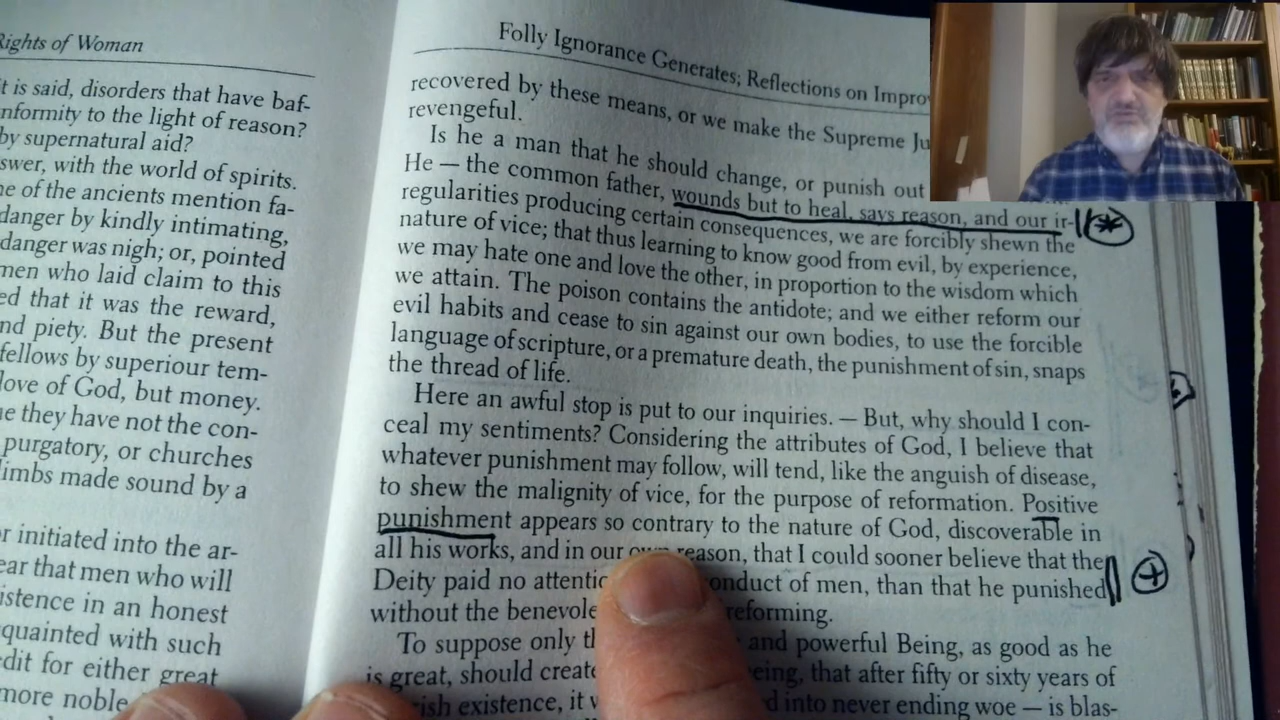 Rights of Woman
it is said, disorders that have baf-
nformity to the light of reason?
by supernatural aid?
swer, with the world of spirits.
ne of the ancients mention fa-
danger by kindly intimating,
danger was nigh; or, pointed
men who laid claim to this
ed that it was the reward,
nd piety. But the present
fellows by superiour tem-
love of God, but money.
they have not the con-
purgatory, or churches
limbs made sound by a
or initiated into the ar-
ear that men who will
istence in an honest
quainted with such
edit for either great
more noble
Folly Ignorance Generates; Reflections on Impro
recovered by these means, or we make the Supreme Ju
revengeful.
Is he a man that he should change, or punish out
He — the common father, wounds but to heal, says reason, and our ir-
regularities producing certain consequences, we are forcibly shewn the
nature of vice; that thus learning to know good from evil, by experience,
we may hate one and love the other, in proportion to the wisdom which
we attain. The poison contains the antidote; and we either reform our
evil habits and cease to sin against our own bodies, to use the forcible
language of scripture, or a premature death, the punishment of sin, snaps
the thread of life.
Here an awful stop is put to our inquiries. — But, why should I con-
ceal my sentiments? Considering the attributes of God, I believe that
whatever punishment may follow, will tend, like the anguish of disease,
to shew the malignity of vice, for the purpose of reformation. Positive
punishment appears so contrary to the nature of God, discoverable in
all his works, and in our own reason, that I could sooner believe that the
Deity paid no attentio onduct of men, than that he punished
without the benevole reforming.
To suppose only th and powerful Being, as good as he
is great, should create eing, that after fifty or sixty years of
rish existence, it w d into never ending woe — is blas-